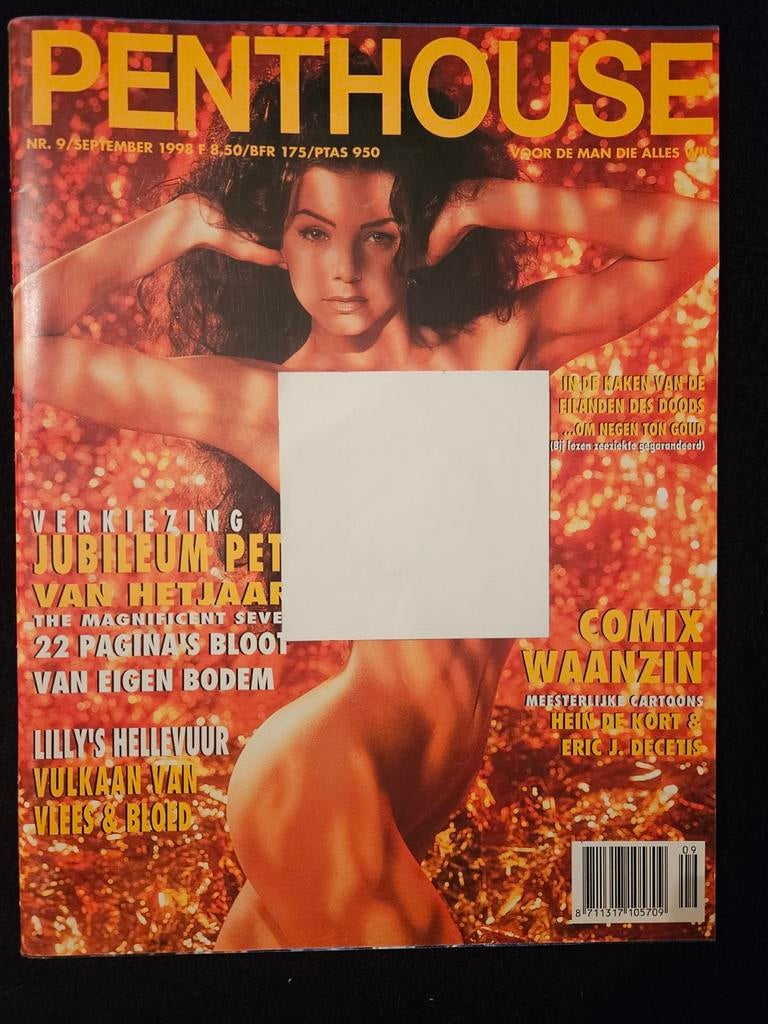 PENTHOUSE
NR. 9/SEPTEMBER 1998 F 8,50/BFR 175/PTAS 950
VOOR DE MAN DIE ALLES WIL
IN DE KAKEN VAN DE
EILANDEN DES DOODS
...OM NEGEN TON GOUD
(Bij lezen zeeziekte gegarandeerd)
VERKIEZING
JUBILEUM PET
VAN HETJAAR
THE MAGNIFICENT SEVE
22 PAGINA'S BLOOT
VAN EIGEN BODEM
LILLY'S HELLEVUUR
VULKAAN VAN
VLEES & BLOED
COMIX
WAANZIN
MEESTERLIJKE CARTOONS
HEIN DE KORT &
ERIC J. DECETIS
09
8 711317 105709